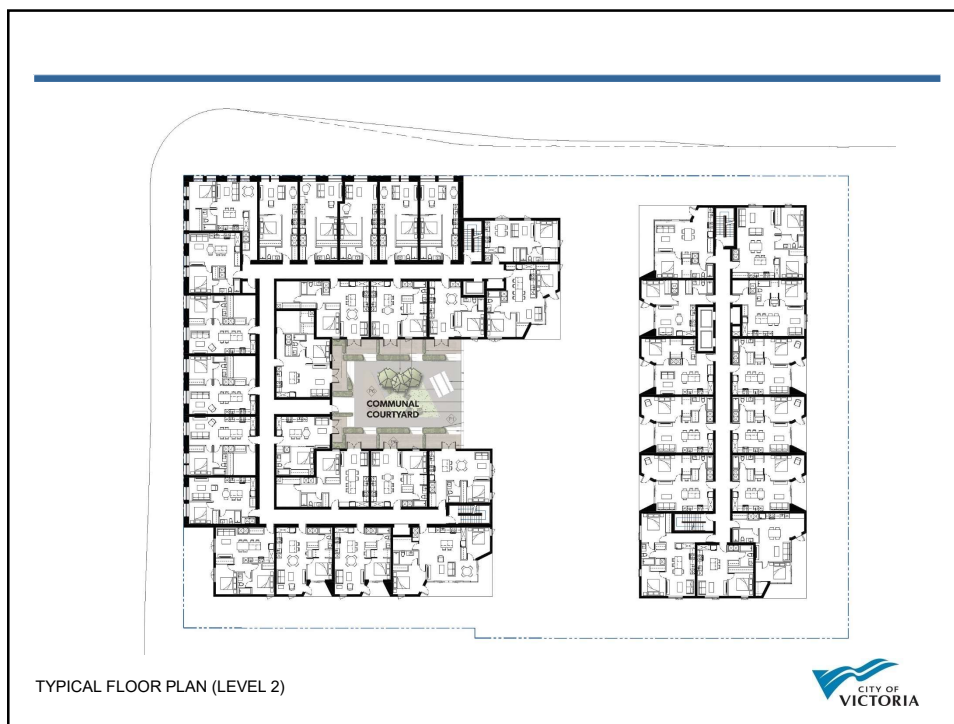 COMMUNAL
COURTYARD
TYPICAL FLOOR PLAN (LEVEL 2)
CITY OF
VICTORIA